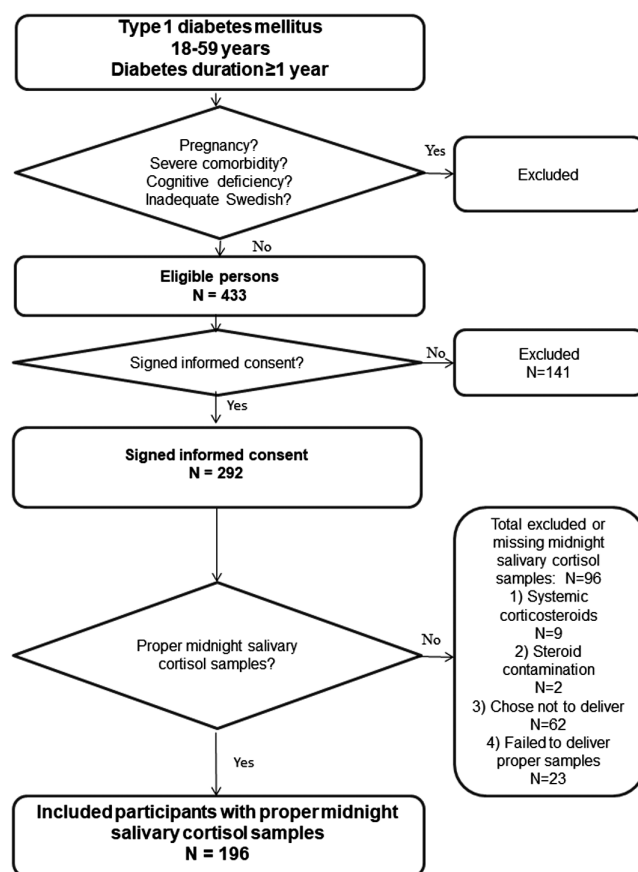 Type 1 diabetes mellitus
18-59 years
Diabetes duration≥1 year
Pregnancy?
Severe comorbidity?
Cognitive deficiency?
Inadequate Swedish?
Yes
Excluded
No
Eligible persons
N = 433
Signed informed consent?
No
Excluded
N=141
Yes
Signed informed consent
N = 292
Proper midnight salivary
cortisol samples?
No
Total excluded or
missing midnight
salivary cortisol
samples: N=96
1) Systemic
corticosteroids
N=9
2) Steroid
contamination
N=2
3) Chose not to deliver
N=62
4) Failed to deliver
proper samples
N=23
Yes
Included participants with proper midnight
salivary cortisol samples
N = 196